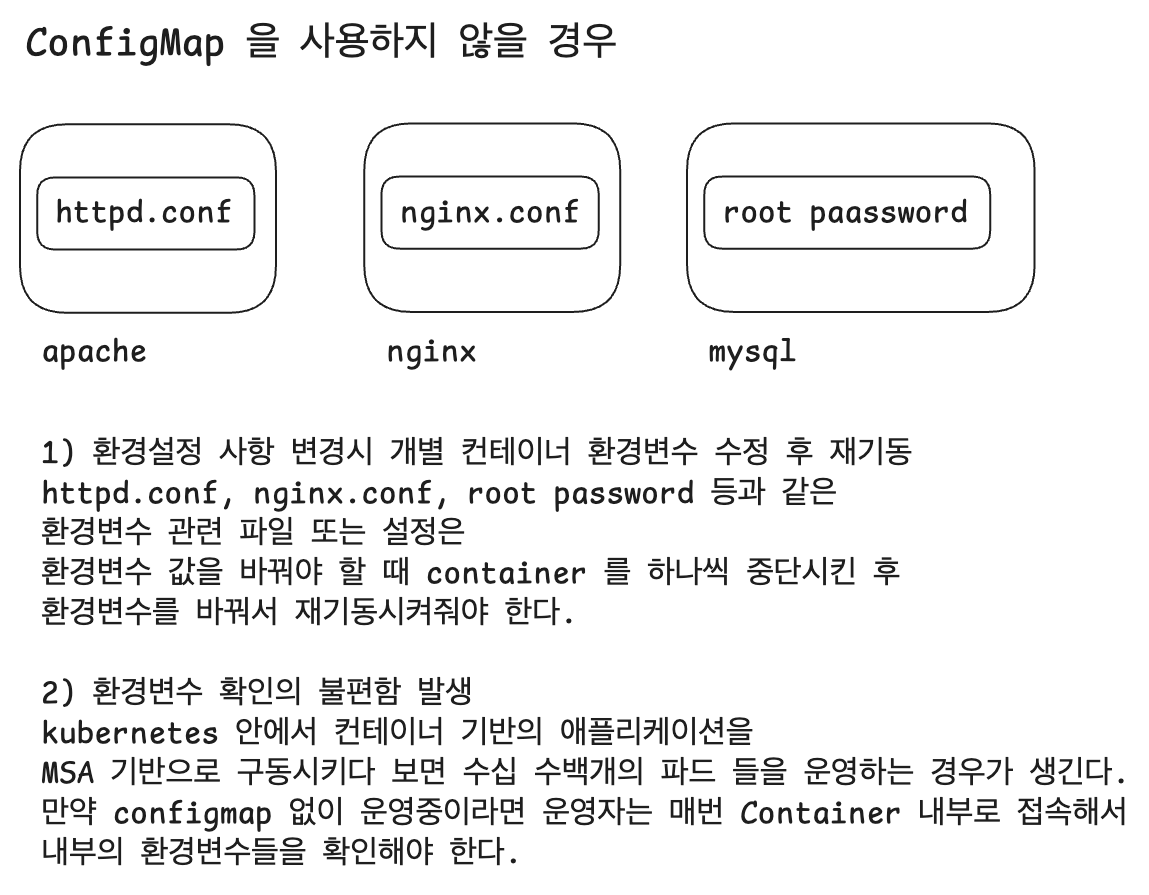 ConfigMap 을 사용하지 않을 경우
httpd.conf
nginx.conf
root paassword
apache
nginx
mysql
1) 환경설정 사항 변경시 개별 컨테이너 환경변수 수정 후 재기동
httpd.conf, nginx.conf, root password 등과 같은
환경변수 관련 파일 또는 설정은
환경변수 값을 바꿔야 할 때 container 를 하나씩 중단시킨 후
환경변수를 바꿔서 재기동시켜줘야 한다.
2) 환경변수 확인의 불편함 발생
kubernetes 안에서 컨테이너 기반의 애플리케이션을
MSA 기반으로 구동시키다 보면 수십 수백개의 파드 들을 운영하는 경우가 생긴다.
만약 configmap 없이 운영중이라면 운영자는 매번 Container 내부로 접속해서
내부의 환경변수들을 확인해야 한다.